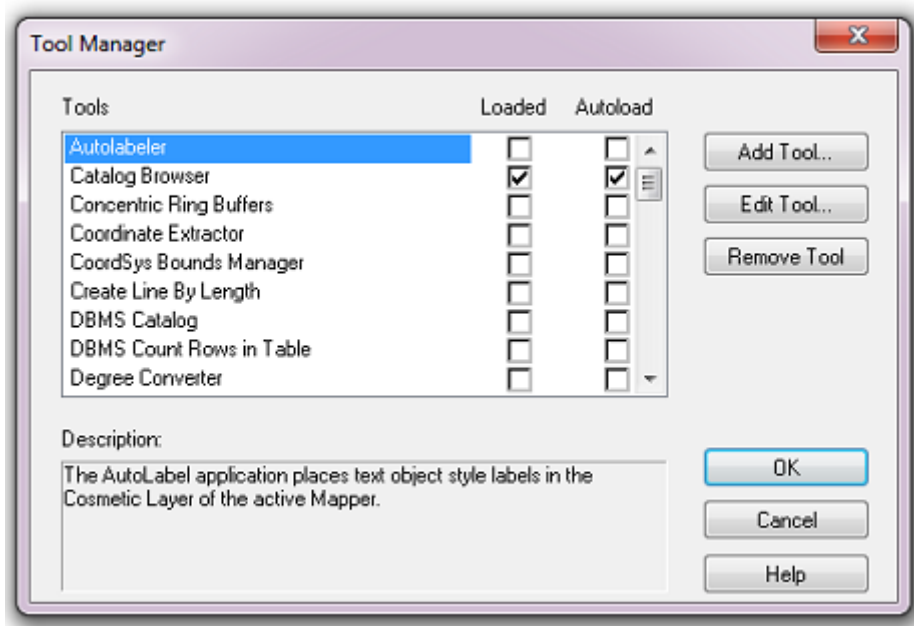 Tool Manager
Tools Loaded Autoload
Autolabeler
Catalog Browser
Concentric Ring Buffers
Coordinate Extractor
CoordSys Bounds Manager
Create Line By Length
DBMS Catalog
DBMS Count Rows in Table
Degree Converter
Add Tool...
Edit Tool...
Remove Tool
Description:
The AutoLabel application places text object style labels in the
Cosmetic Layer of the active Mapper.
OK
Cancel
Help